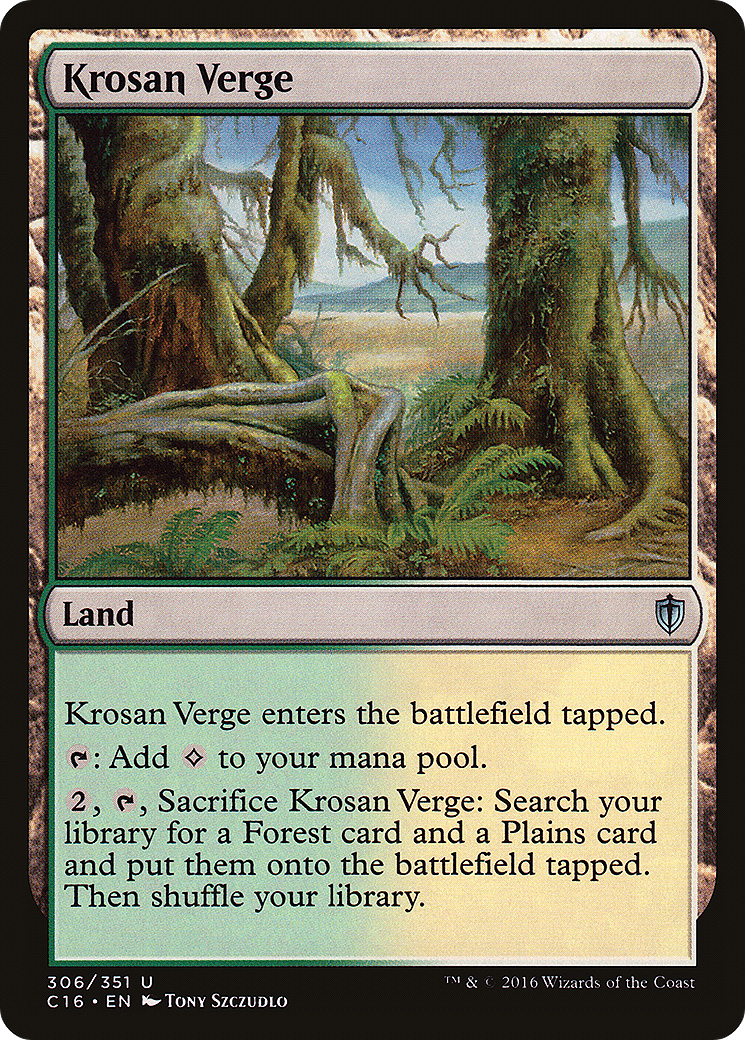 Krosan Verge
Land
Krosan Verge enters the battlefield tapped.
: Add to your mana pool.
2, , Sacrifice Krosan Verge: Search your
library for a Forest card and a Plains card
and put them onto the battlefield tapped.
Then shuffle your library.
306/351 U
™ & © 2016 Wizards of the Coast
C16 • EN Tony Szczudlo